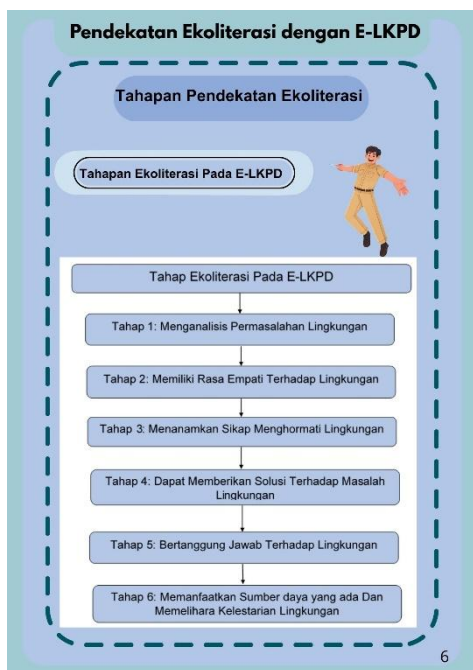 Pendekatan Ekoliterasi dengan E-LKPD
Tahapan Pendekatan Ekoliterasi
Tahapan Ekoliterasi Pada E-LKPD
Tahap Ekoliterasi Pada E-LKPD
Tahap 1: Menganalisis Permasalahan Lingkungan
Tahap 2: Memiliki Rasa Empati Terhadap Lingkungan
Tahap 3: Menanamkan Sikap Menghormati Lingkungan
Tahap 4: Dapat Memberikan Solusi Terhadap Masalah
Lingkungan
Tahap 5: Bertanggung Jawab Terhadap Lingkungan
Tahap 6: Memanfaatkan Sumber daya yang ada Dan
Memelihara Kelestarian Lingkungan
6